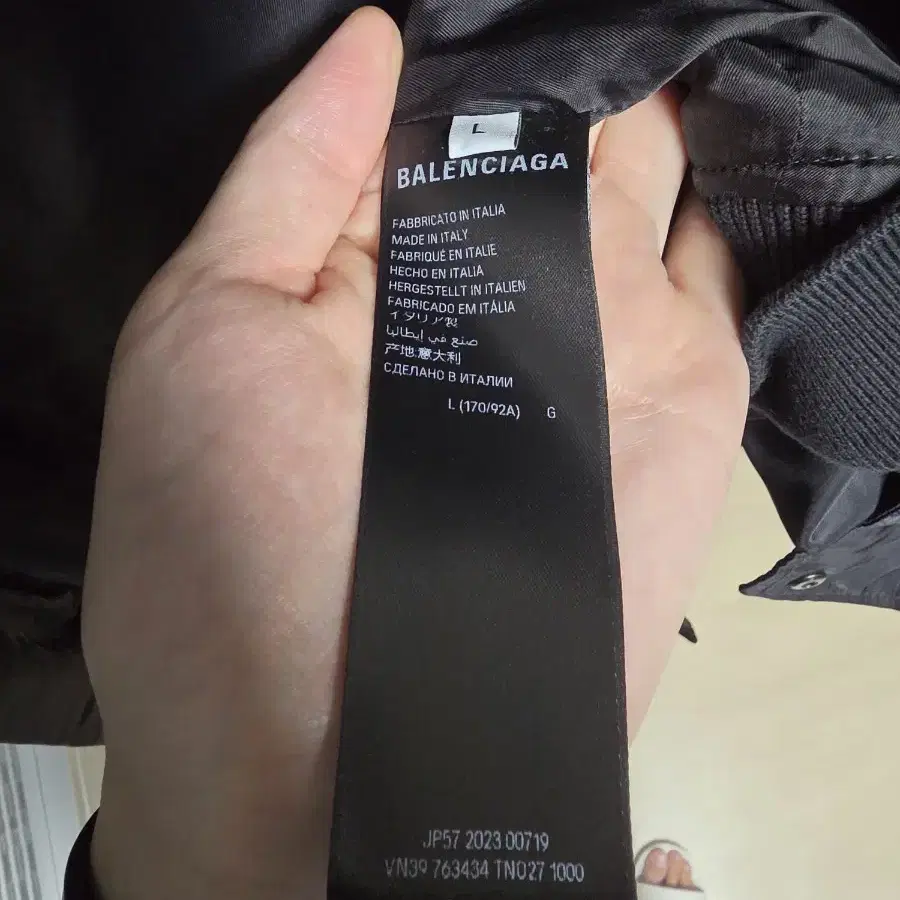 L
BALENCIAGA
FABBRICATO IN ITALIA
MADE IN ITALY
FABRIQUÉ EN ITALIE
HECHO EN ITALIA
HERGESTELLT IN ITALIEN
FABRICADO EM ITÁLIA
イタリア製
صنع في إيطاليا
产地:意大利
СДЕЛАНО В ИТАЛИИ
L (170/92A) G
JP57 2023 00719
VN39 763434 TNO27 1000